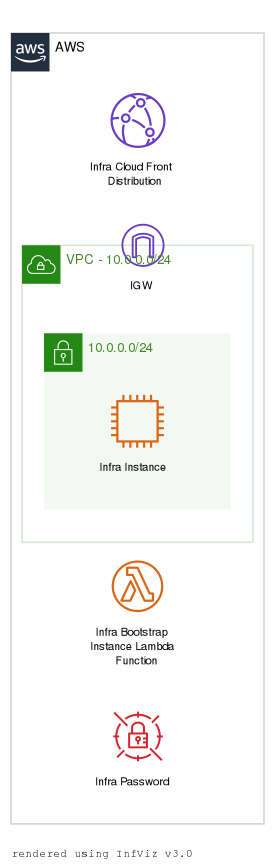 aws
AWS
Infra Cloud Front
Distribution
VPC - 10.0.0.0/24
IGW
10.0.0.0/24
Infra Instance
Infra Bootstrap
Instance Lambda
Function
Infra Password
rendered using InfViz v3.0